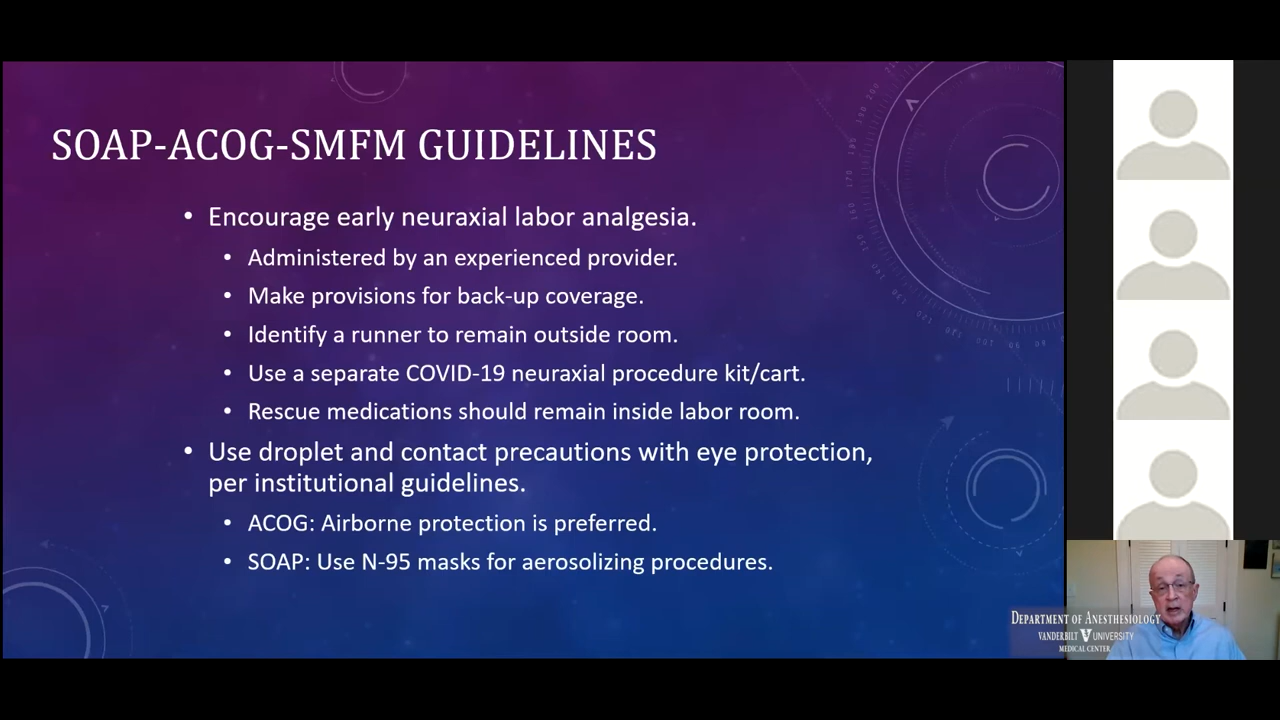 SOAP-ACOG-SMFM GUIDELINES
• Encourage early neuraxial labor analgesia.
• Administered by an experienced provider.
• Make provisions for back-up coverage.
• Identify a runner to remain outside room.
• Use a separate COVID-19 neuraxial procedure kit/cart.
• Rescue medications should remain inside labor room.
• Use droplet and contact precautions with eye protection,
per institutional guidelines.
• ACOG: Airborne protection is preferred.
• SOAP: Use N-95 masks for aerosolizing procedures.
DEPARTMENT OF ANESTHESIOLOGY
VANDERBILT V UNIVERSITY
MEDICAL CENTER